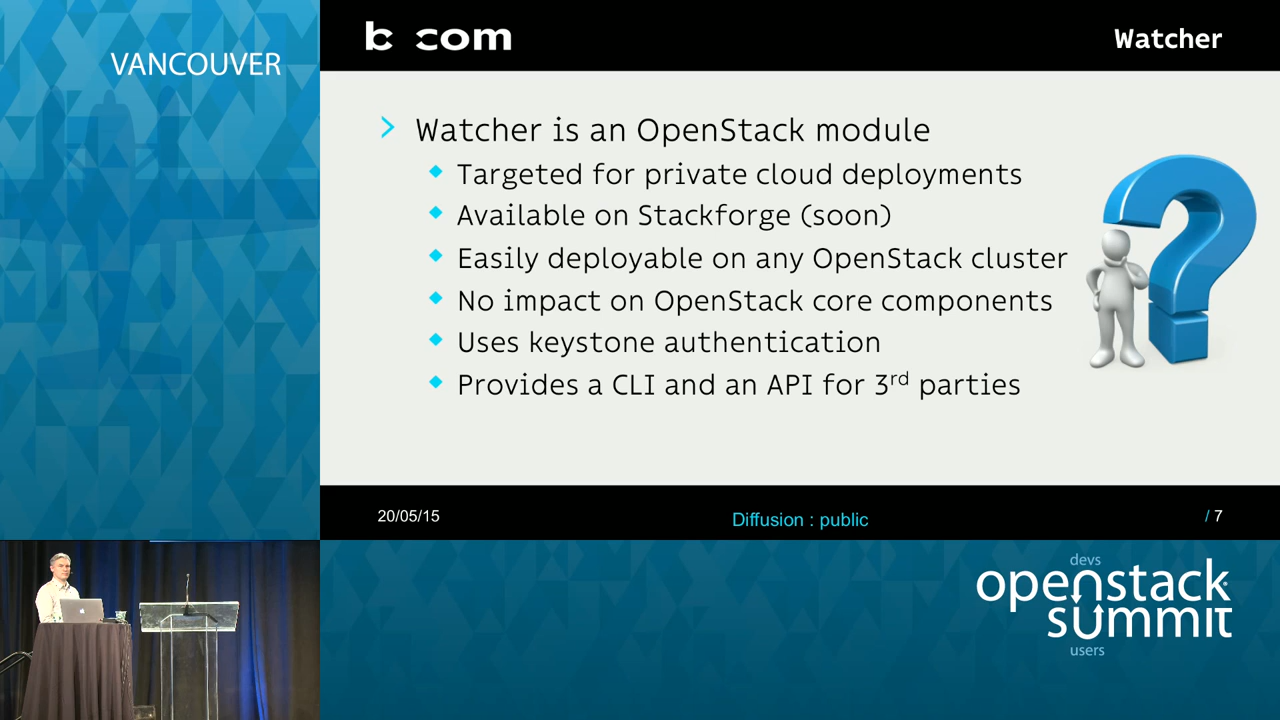 VANCOUVER
b com
Watcher
Watcher is an OpenStack module
Targeted for private cloud deployments
Available on Stackforge (soon)
Easily deployable on any OpenStack cluster
No impact on OpenStack core components
Uses keystone authentication
Provides a CLI and an API for 3rd parties
20/05/15
Diffusion : public
/ 7
devs
openstack
summit
users